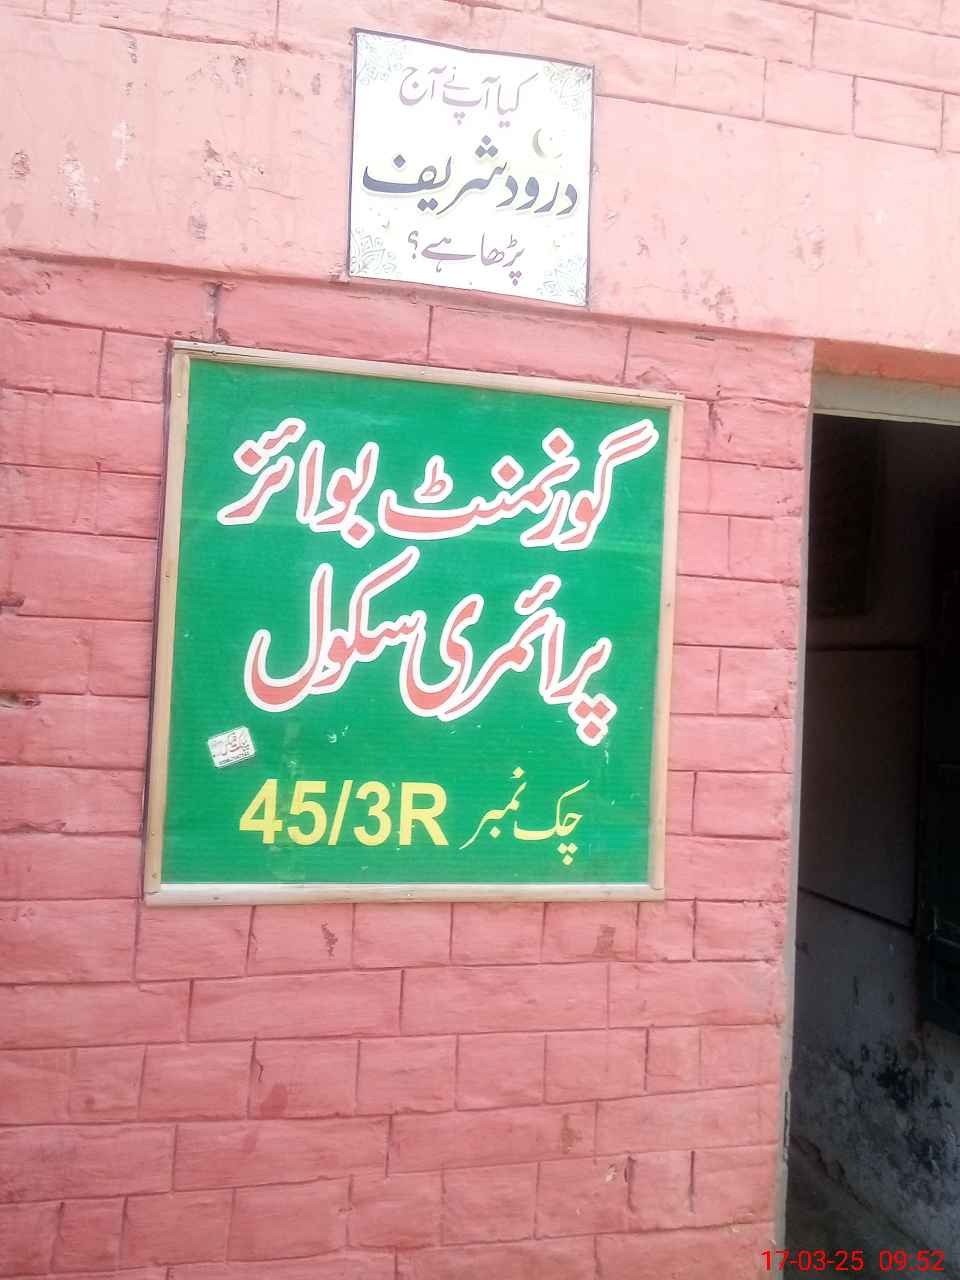 کیا آپ نے آج
درود شریف
پڑھا ہے؟
گورنمنٹ بوائز
پرائمری سکول
چک نمبر 45/3R
17-03-25 09:52